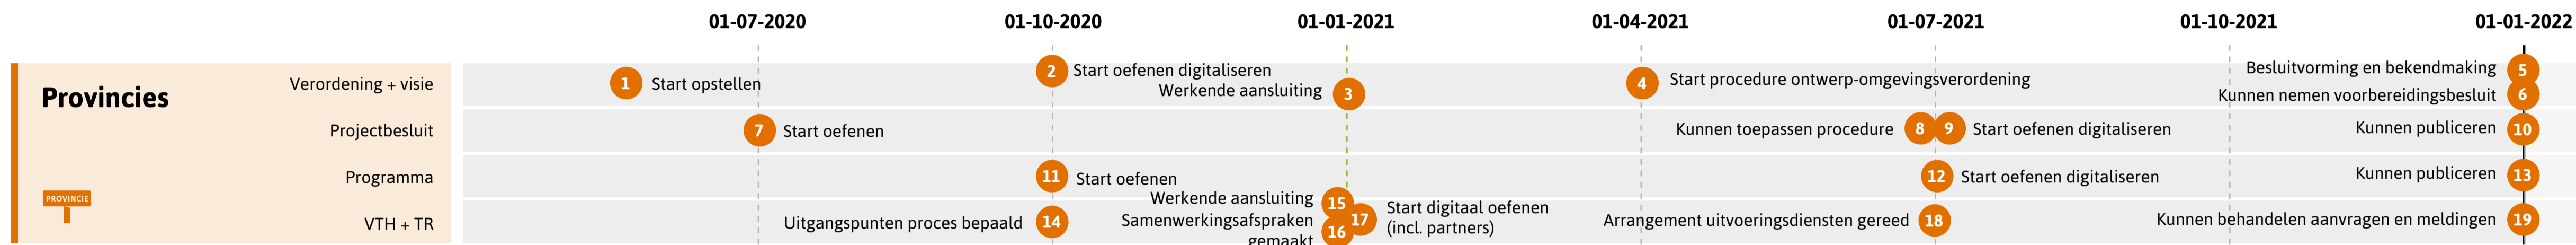 01-07-2020 01-10-2020 01-01-2021 01-04-2021 01-07-2021 01-10-2021 01-01-2022
Provincies
PROVINCIE
Verordening + visie
1 Start opstellen
2 Start oefenen digitaliseren
Werkende aansluiting 3
4 Start procedure ontwerp-omgevingsverordening
Besluitvorming en bekendmaking 5
Kunnen nemen voorbereidingsbesluit 6
Projectbesluit
7 Start oefenen
Kunnen toepassen procedure 8
9 Start oefenen digitaliseren
Kunnen publiceren 10
Programma
11 Start oefenen
12 Start oefenen digitaliseren
Kunnen publiceren 13
VTH + TR
Uitgangspunten proces bepaald 14
Werkende aansluiting 15
Samenwerkingsafspraken
gemaakt 16
17 Start digitaal oefenen
(incl. partners)
Arrangement uitvoeringsdiensten gereed 18
Kunnen behandelen aanvragen en meldingen 19